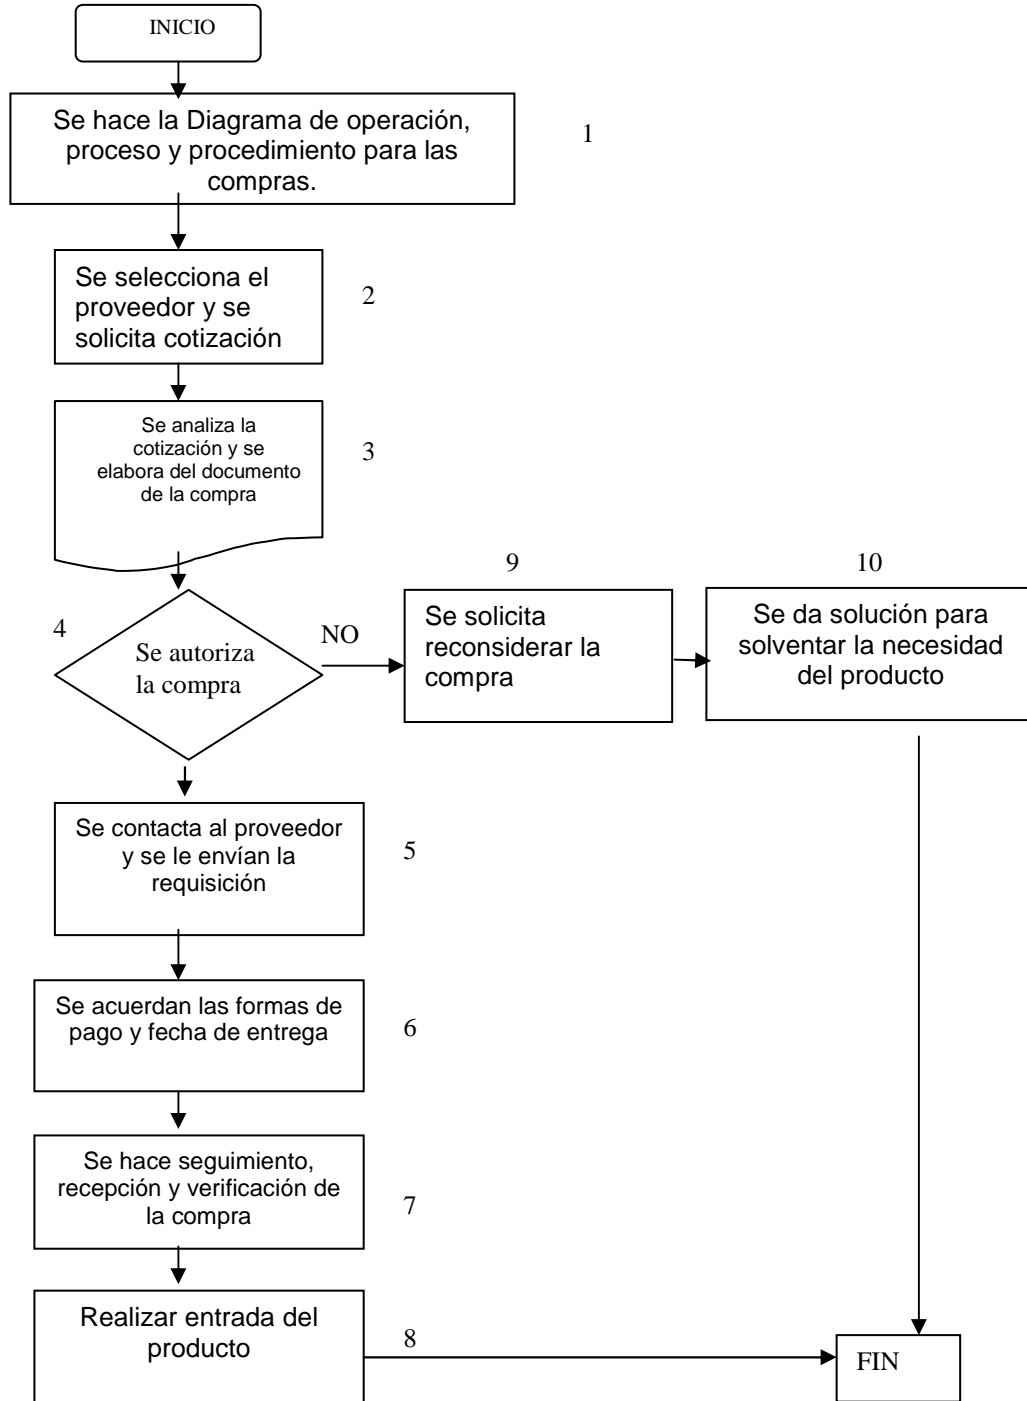 INICIO
Se hace la Diagrama de operación,
proceso y procedimiento para las
compras.
1
Se selecciona el
proveedor y se
solicita cotización
2
Se analiza la
cotización y se
elabora del documento
de la compra
3
4
Se autoriza
la compra
NO
9
Se solicita
reconsiderar la
compra
10
Se da solución para
solventar la necesidad
del producto
Se contacta al proveedor
y se le envían la
requisición
5
Se acuerdan las formas de
pago y fecha de entrega
6
Se hace seguimiento,
recepción y verificación de
la compra
7
Realizar entrada del
producto
8
FIN